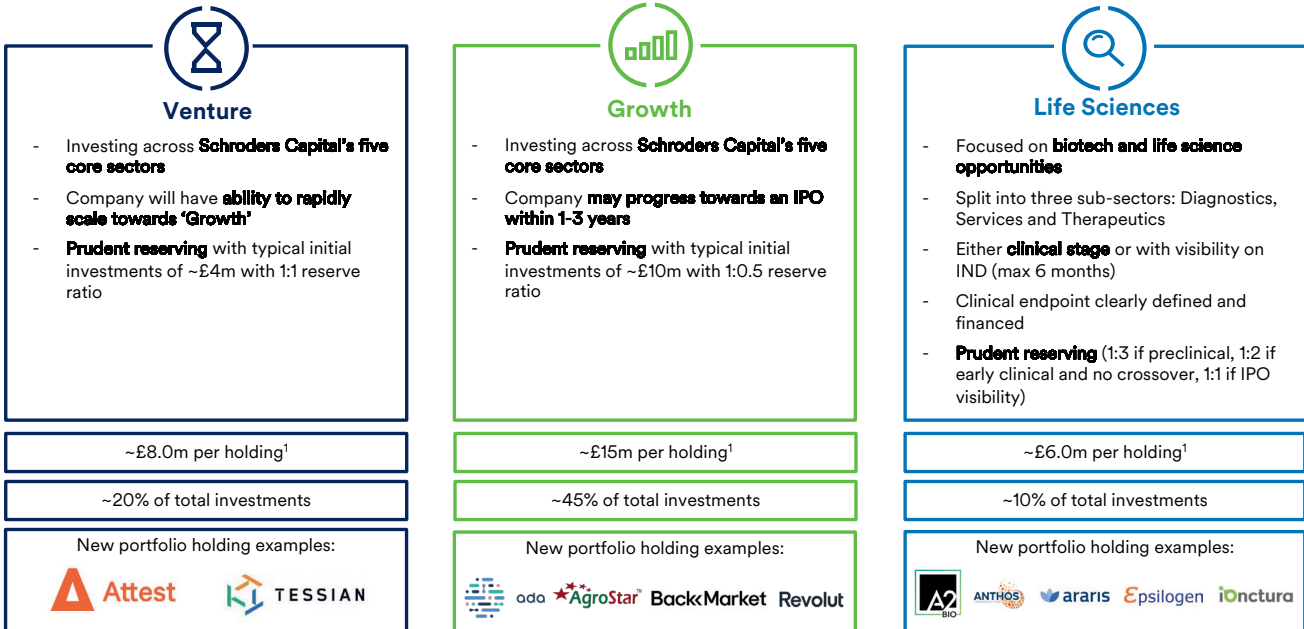 Venture
- Investing across Schroders Capital's five
core sectors
- Company will have ability to rapidly
scale towards 'Growth'
- Prudent reserving with typical initial
investments of ~£4m with 1:1 reserve
ratio
~£8.0m per holding1
~20% of total investments
New portfolio holding examples:
Attest
TESSIAN
Growth
- Investing across Schroders Capital's five
core sectors
- Company may progress towards an IPO
within 1-3 years
- Prudent reserving with typical initial
investments of ~£10m with 1:0.5 reserve
ratio
~£15m per holding1
~45% of total investments
New portfolio holding examples:
ada
AgroStar™
Back Market
Revolut
Life Sciences
- Focused on biotech and life science
opportunities
- Split into three sub-sectors: Diagnostics,
Services and Therapeutics
- Either clinical stage or with visibility on
IND (max 6 months)
- Clinical endpoint clearly defined and
financed
- Prudent reserving (1:3 if preclinical, 1:2 if
early clinical and no crossover, 1:1 if IPO
visibility)
~£6.0m per holding1
~10% of total investments
New portfolio holding examples:
A2
BIO
ANTHOS
araris
Epsilogen
iOnctura